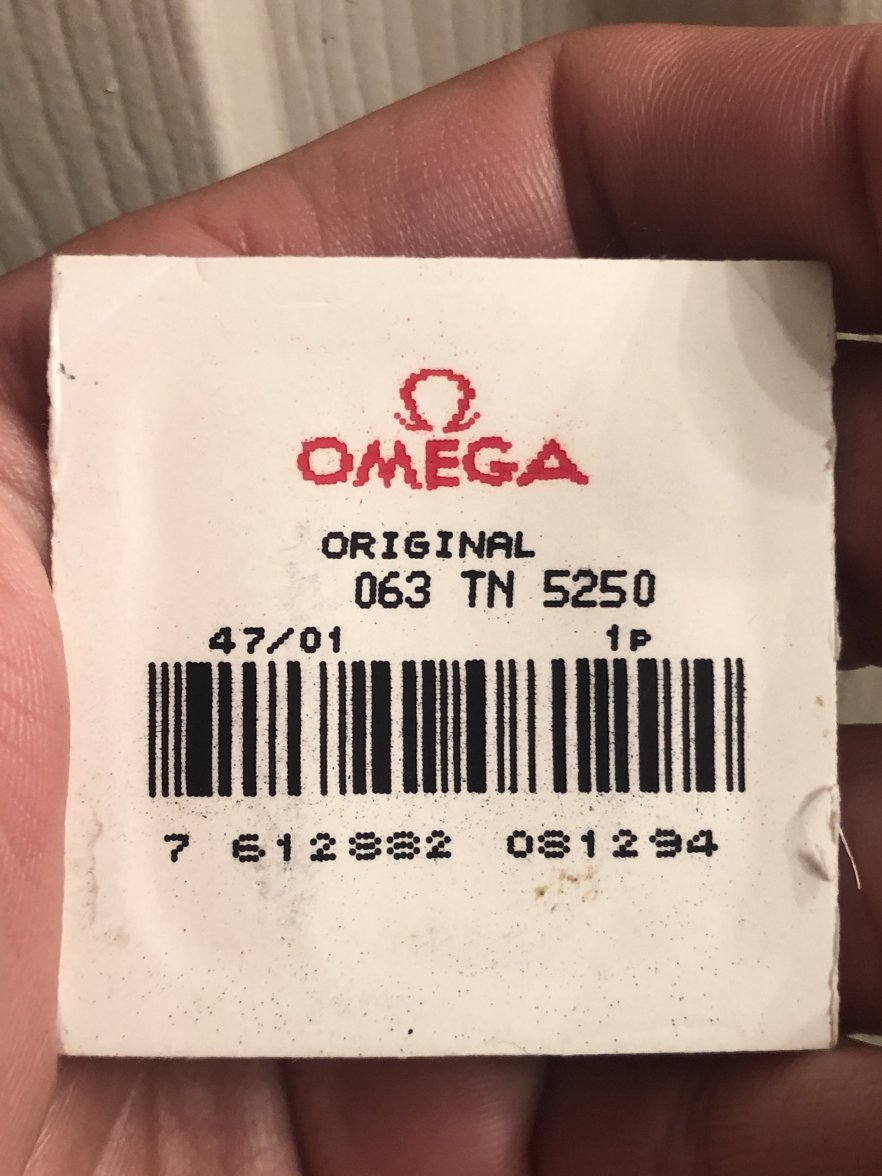 OMEGA
ORIGINAL
063 TN 5250
47/01 1P
7 612882 081294